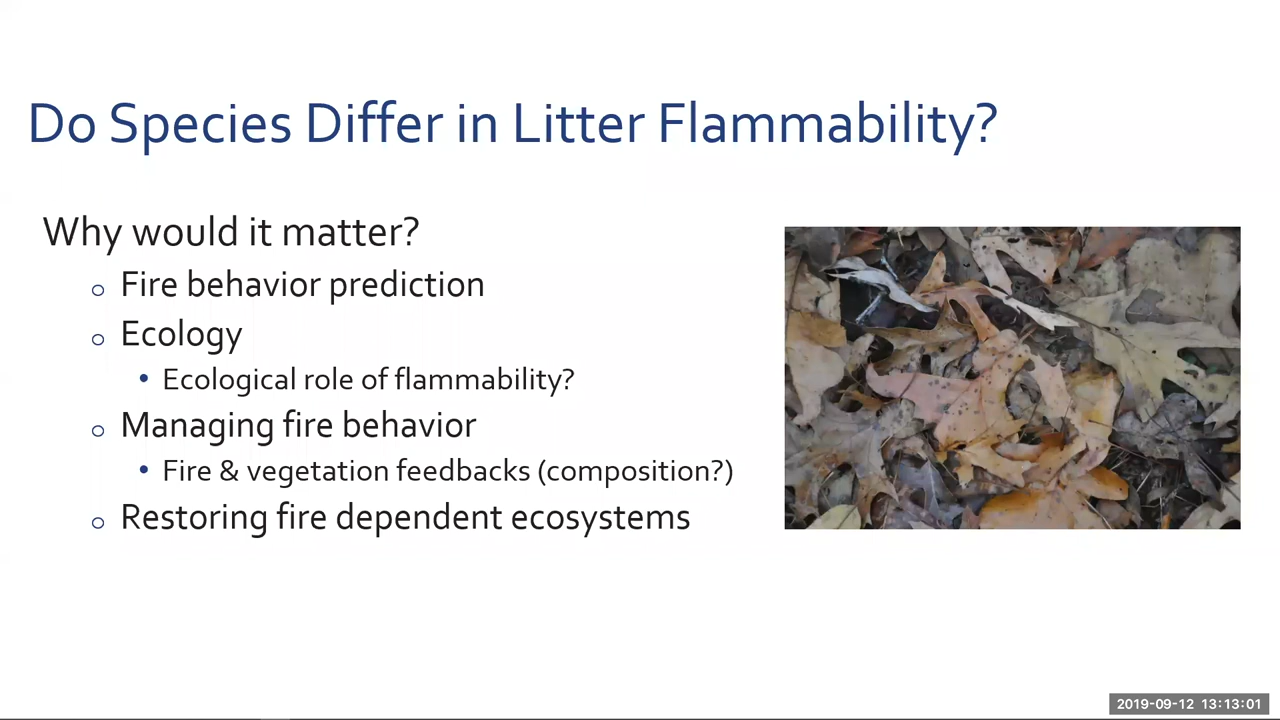 Do Species Differ in Litter Flammability?
Why would it matter?
Fire behavior prediction
Ecology
Ecological role of flammability?
Managing fire behavior
Fire & vegetation feedbacks (composition?)
Restoring fire dependent ecosystems
2019-09-12 13:13:01